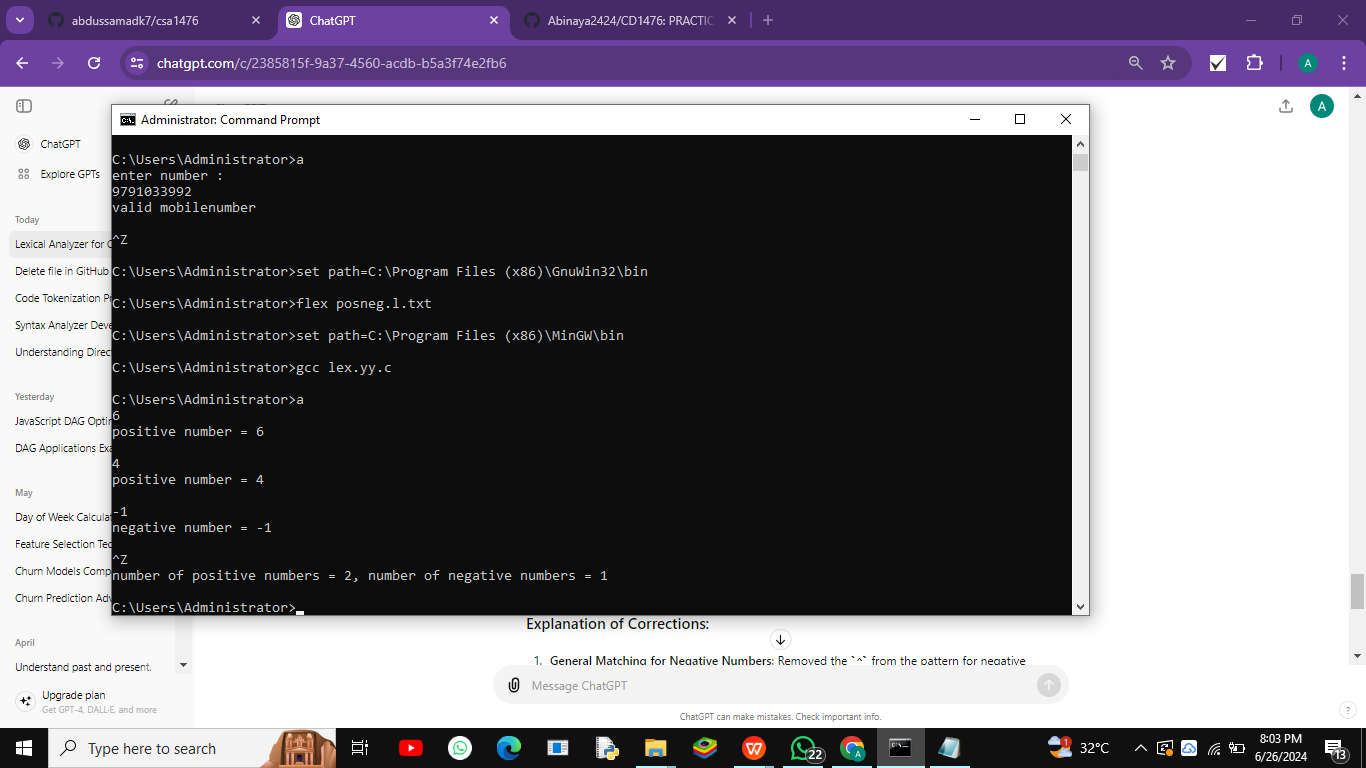 abdussamadk7/csa1476
ChatGPT
Abinaya2424/CD1476: PRACTIC
chatgpt.com/c/2385815f-9a37-4560-acdb-b5a3f74e2fb6
A
A
ChatGPT
Explore GPTs
Today
Lexical Analyzer for C
Delete file in GitHub
Code Tokenization Pr
Syntax Analyzer Deve
Understanding Direc
Yesterday
JavaScript DAG Optir
DAG Applications Exa
May
Day of Week Calculat
Feature Selection Tec
Churn Models Comp
Churn Prediction Adv
April
Understand past and present.
Upgrade plan
Get GPT-4, DALL·E, and more
Administrator: Command Prompt
C:\Users\Administrator>a
enter number :
9791033992
valid mobilenumber
^Z
C:\Users\Administrator>set path=C:\Program Files (x86)\GnuWin32\bin
C:\Users\Administrator>flex posneg.l.txt
C:\Users\Administrator>set path=C:\Program Files (x86)\MinGW\bin
C:\Users\Administrator>gcc lex.yy.c
C:\Users\Administrator>a
6
positive number = 6
4
positive number = 4
-1
negative number = -1
^Z
number of positive numbers = 2, number of negative numbers = 1
C:\Users\Administrator>
Explanation of Corrections:
1. General Matching for Negative Numbers: Removed the `^` from the pattern for negative
Message ChatGPT
ChatGPT can make mistakes. Check important info.
?
Type here to search
22
A
1
32°C
8:03 PM
6/26/2024
13